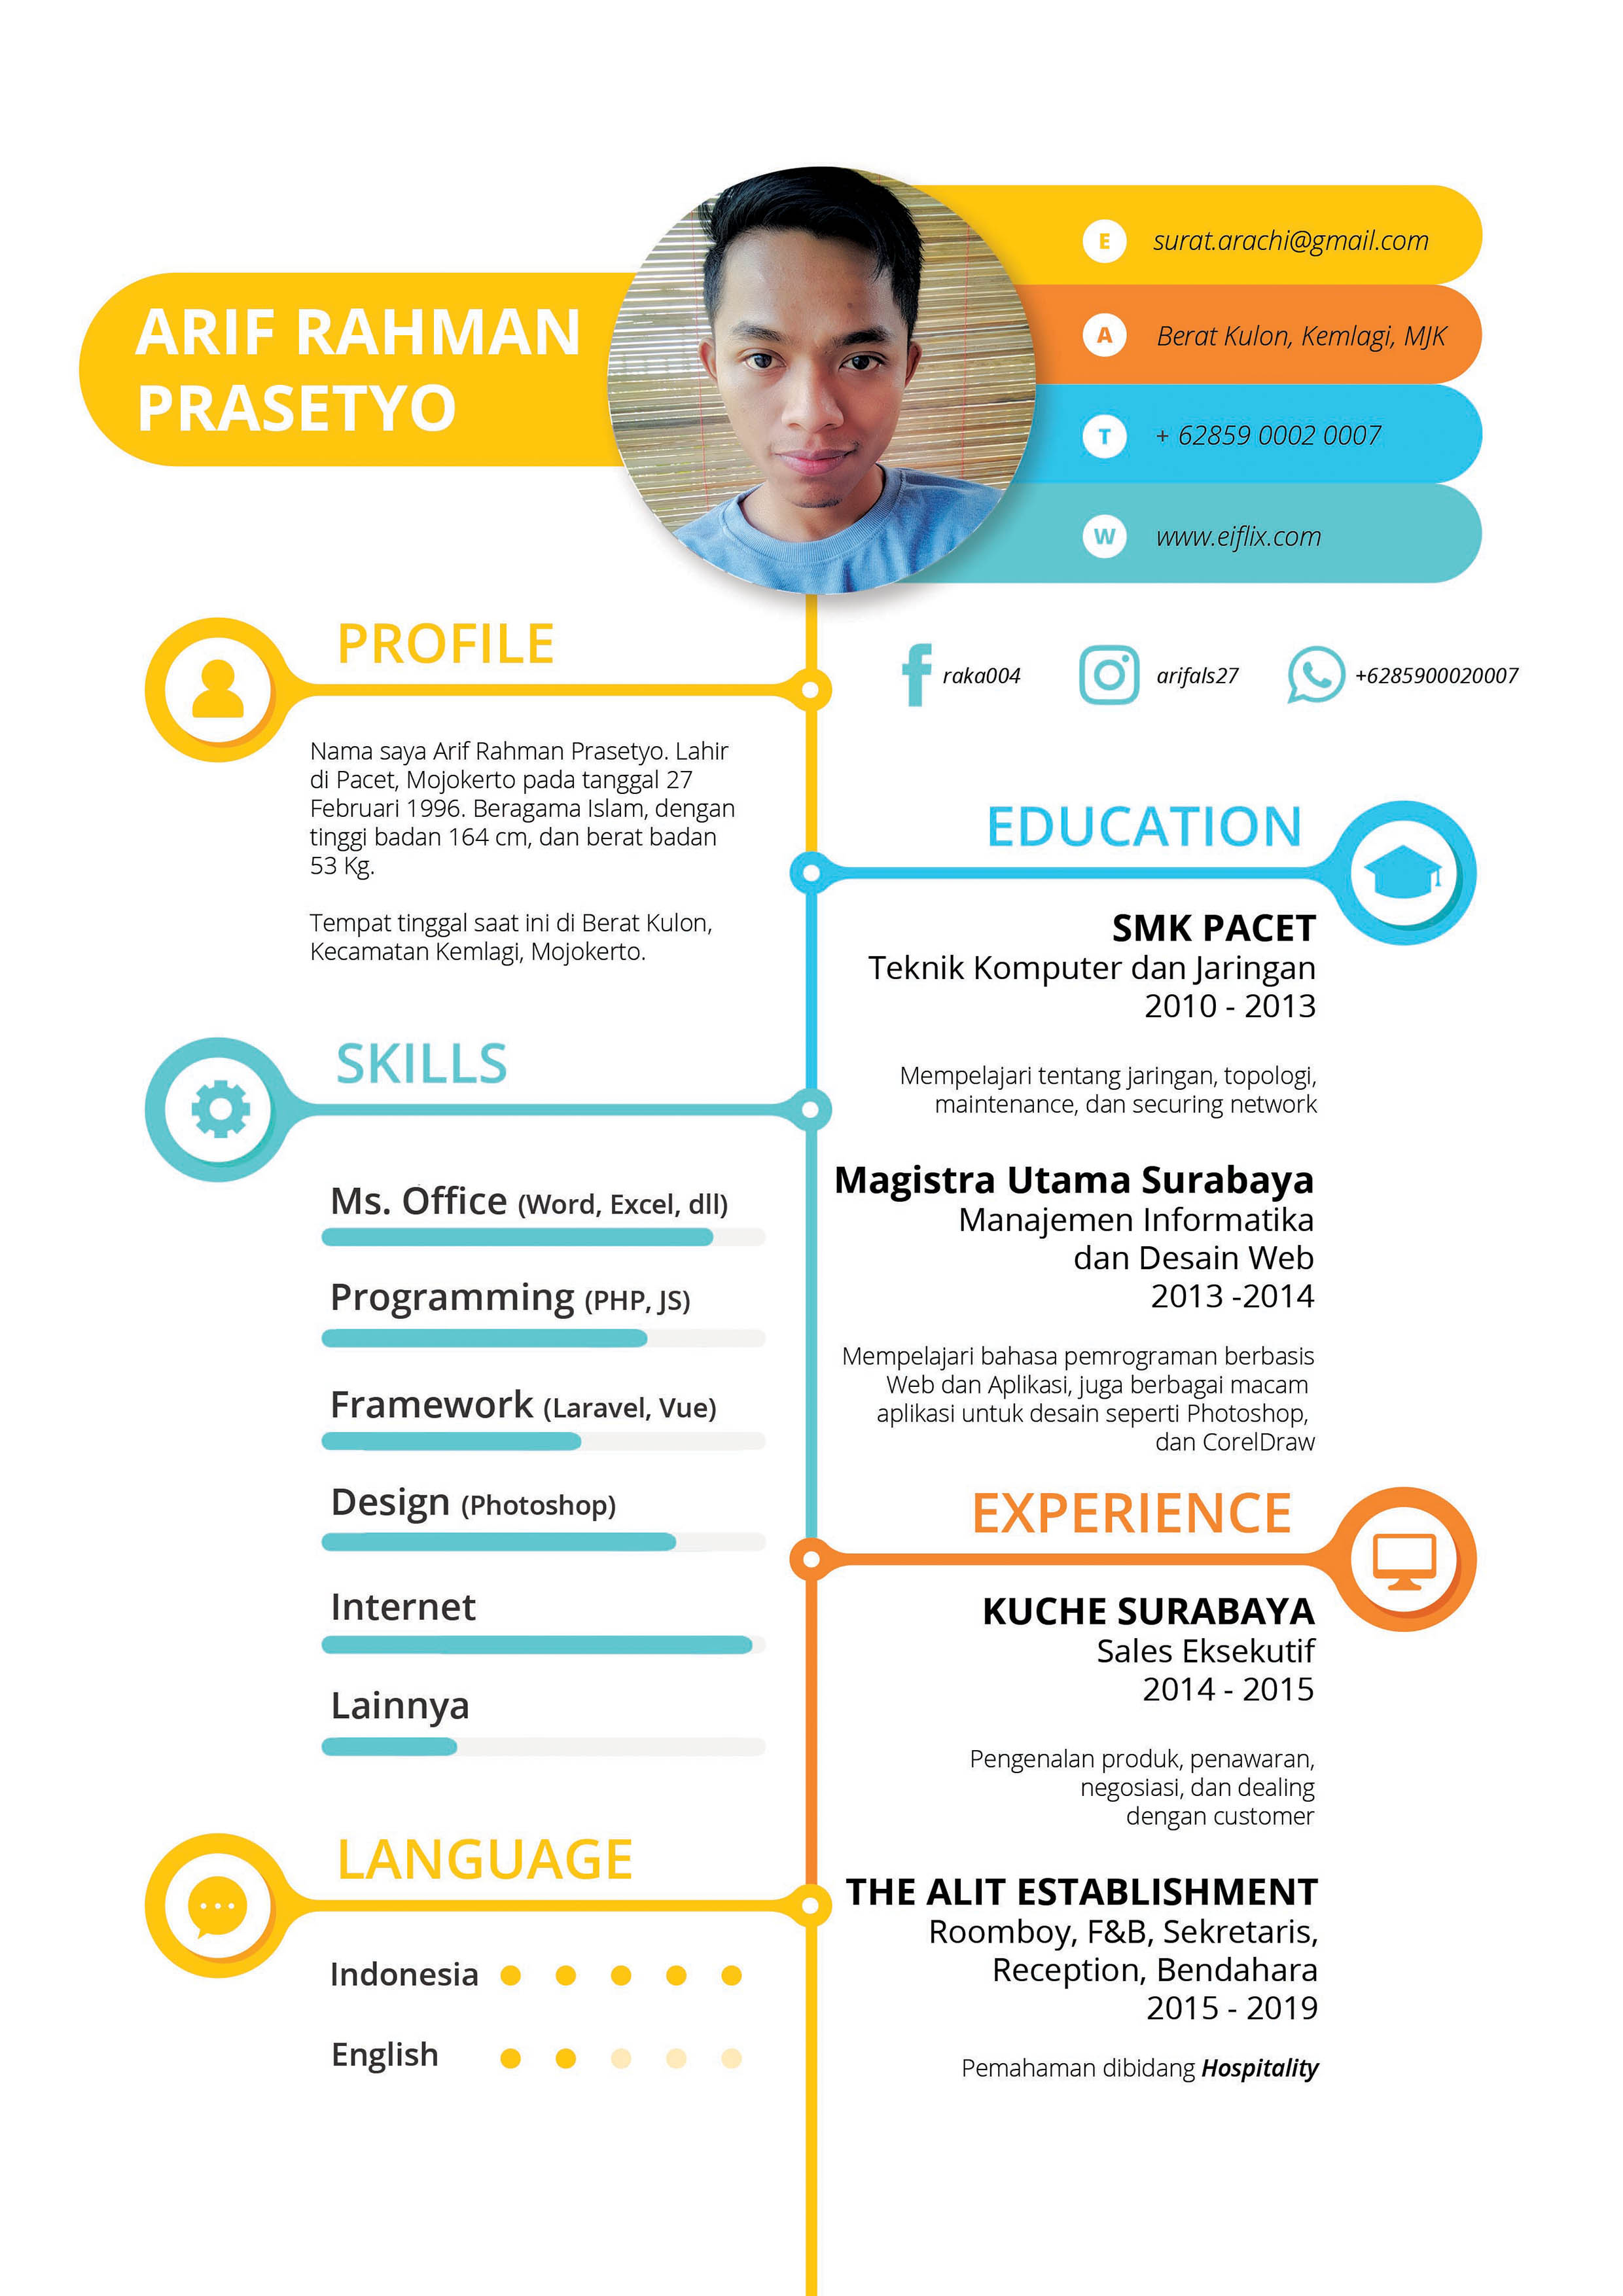 ARIF RAHMAN
PRASETYO
E surat.arachi@gmail.com
A Berat Kulon, Kemlagi, MJK
T + 62859 0002 0007
W www.eiflix.com
raka004
arifals27
+6285900020007
PROFILE
Nama saya Arif Rahman Prasetyo. Lahir
di Pacet, Mojokerto pada tanggal 27
Februari 1996. Beragama Islam, dengan
tinggi badan 164 cm, dan berat badan
53 Kg.
Tempat tinggal saat ini di Berat Kulon,
Kecamatan Kemlagi, Mojokerto.
SKILLS
Ms. Office (Word, Excel, dll)
Programming (PHP, JS)
Framework (Laravel, Vue)
Design (Photoshop)
Internet
Lainnya
LANGUAGE
Indonesia
English
EDUCATION
SMK PACET
Teknik Komputer dan Jaringan
2010 - 2013
Mempelajari tentang jaringan, topologi,
maintenance, dan securing network
Magistra Utama Surabaya
Manajemen Informatika
dan Desain Web
2013 -2014
Mempelajari bahasa pemrograman berbasis
Web dan Aplikasi, juga berbagai macam
aplikasi untuk desain seperti Photoshop,
dan CorelDraw
EXPERIENCE
KUCHE SURABAYA
Sales Eksekutif
2014 - 2015
Pengenalan produk, penawaran,
negosiasi, dan dealing
dengan customer
THE ALIT ESTABLISHMENT
Roomboy, F&B, Sekretaris,
Reception, Bendahara
2015 - 2019
Pemahaman dibidang Hospitality